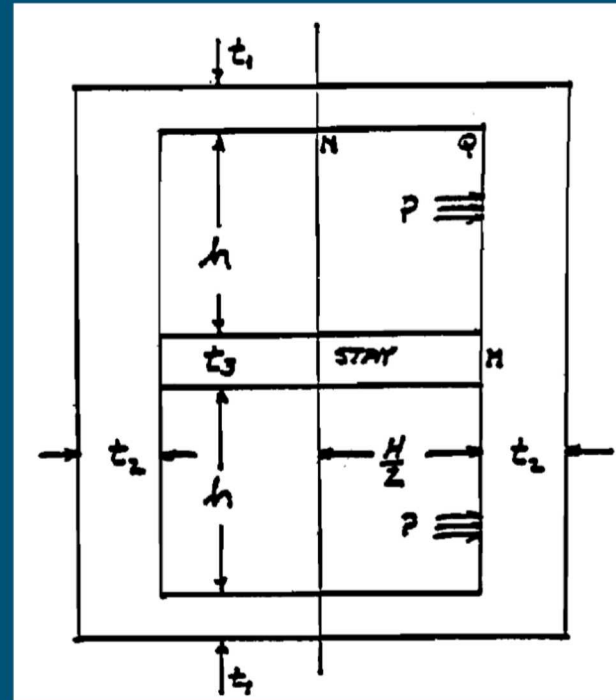 t₁
N Q
P
h
t₃ STAY M
t₂ h H/2 t₂
P
t₁